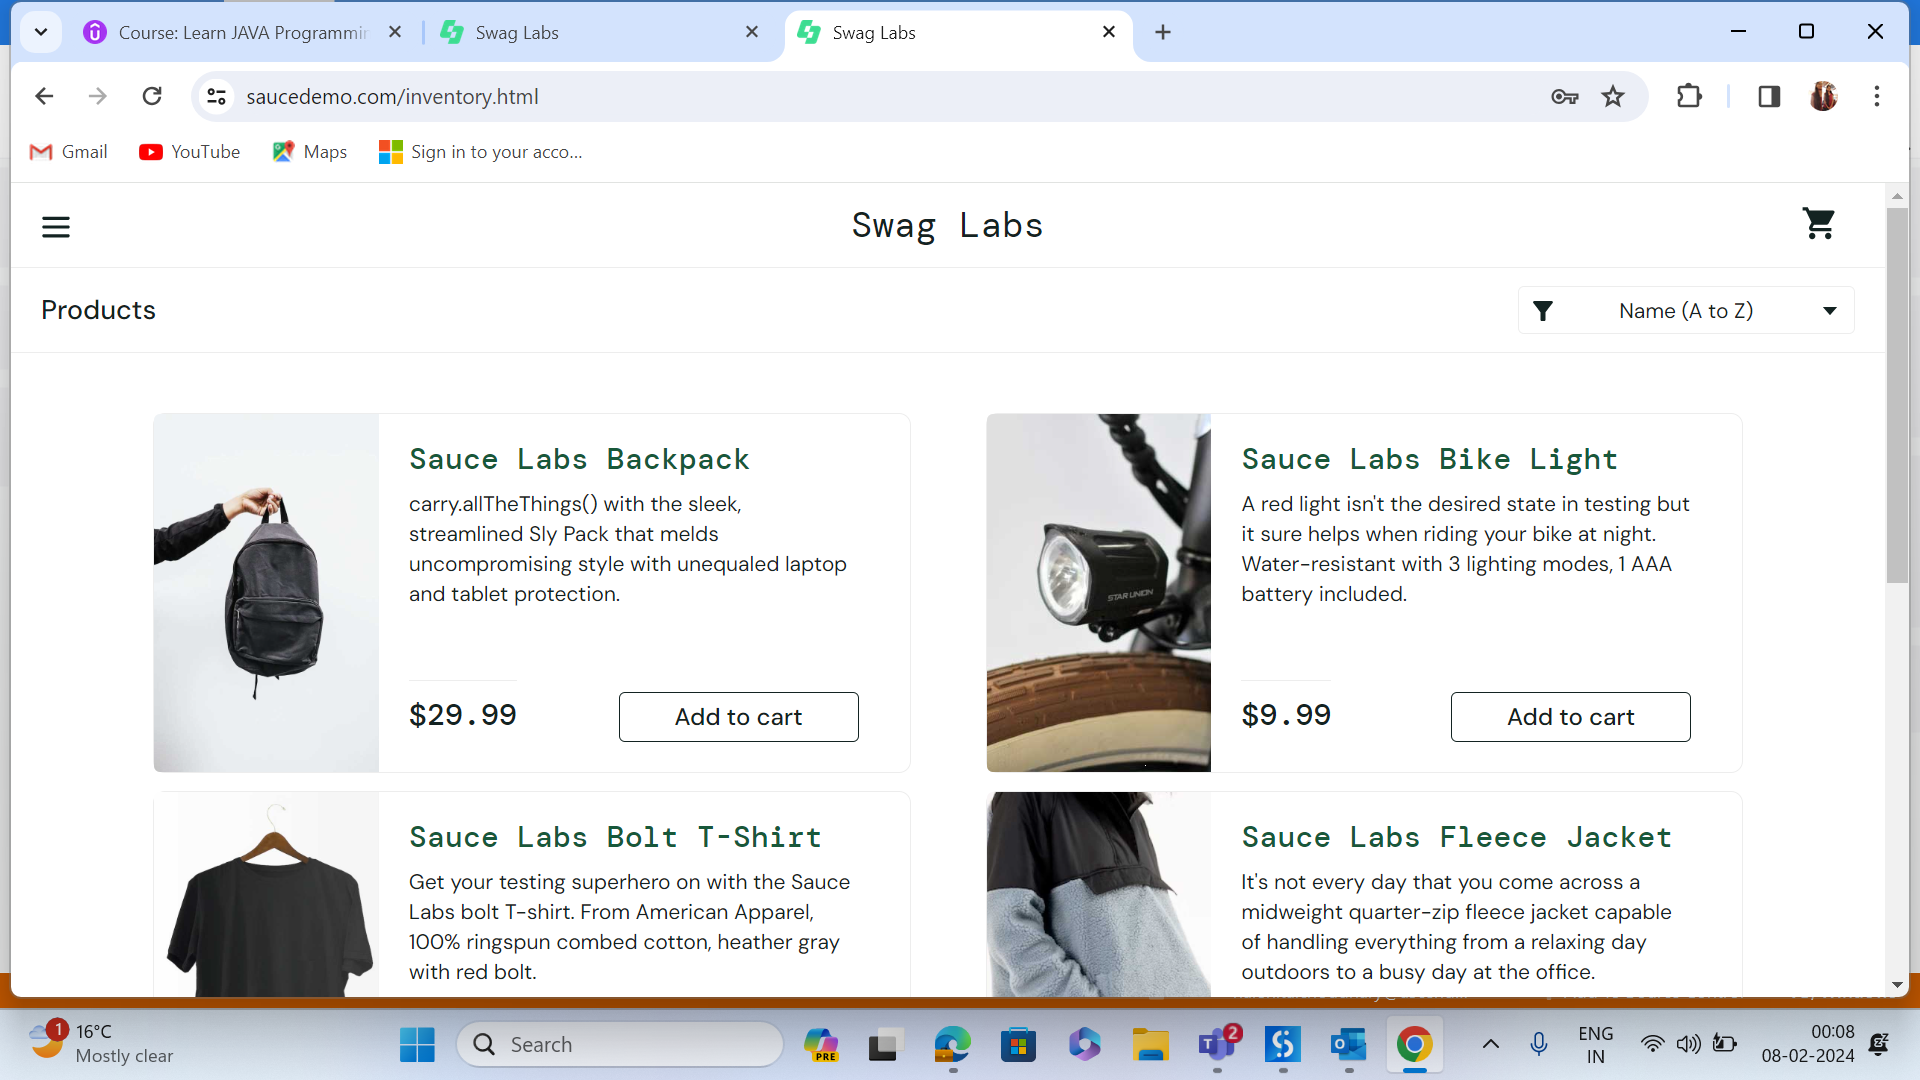 Course: Learn JAVA Programmin
Swag Labs
Swag Labs
saucedemo.com/inventory.html
Gmail
YouTube
Maps
Sign in to your acco...
Swag Labs
Products
Name (A to Z)
Sauce Labs Backpack
carry.allTheThings() with the sleek,
streamlined Sly Pack that melds
uncompromising style with unequaled laptop
and tablet protection.
$29.99
Add to cart
STAR UNION
Sauce Labs Bike Light
A red light isn't the desired state in testing but
it sure helps when riding your bike at night.
Water-resistant with 3 lighting modes, 1 AAA
battery included.
$9.99
Add to cart
Sauce Labs Bolt T-Shirt
Get your testing superhero on with the Sauce
Labs bolt T-shirt. From American Apparel,
100% ringspun combed cotton, heather gray
with red bolt.
Sauce Labs Fleece Jacket
It's not every day that you come across a
midweight quarter-zip fleece jacket capable
of handling everything from a relaxing day
outdoors to a busy day at the office.
1
16°C
Mostly clear
Search
PRE
2
ENG
IN
00:08
08-02-2024